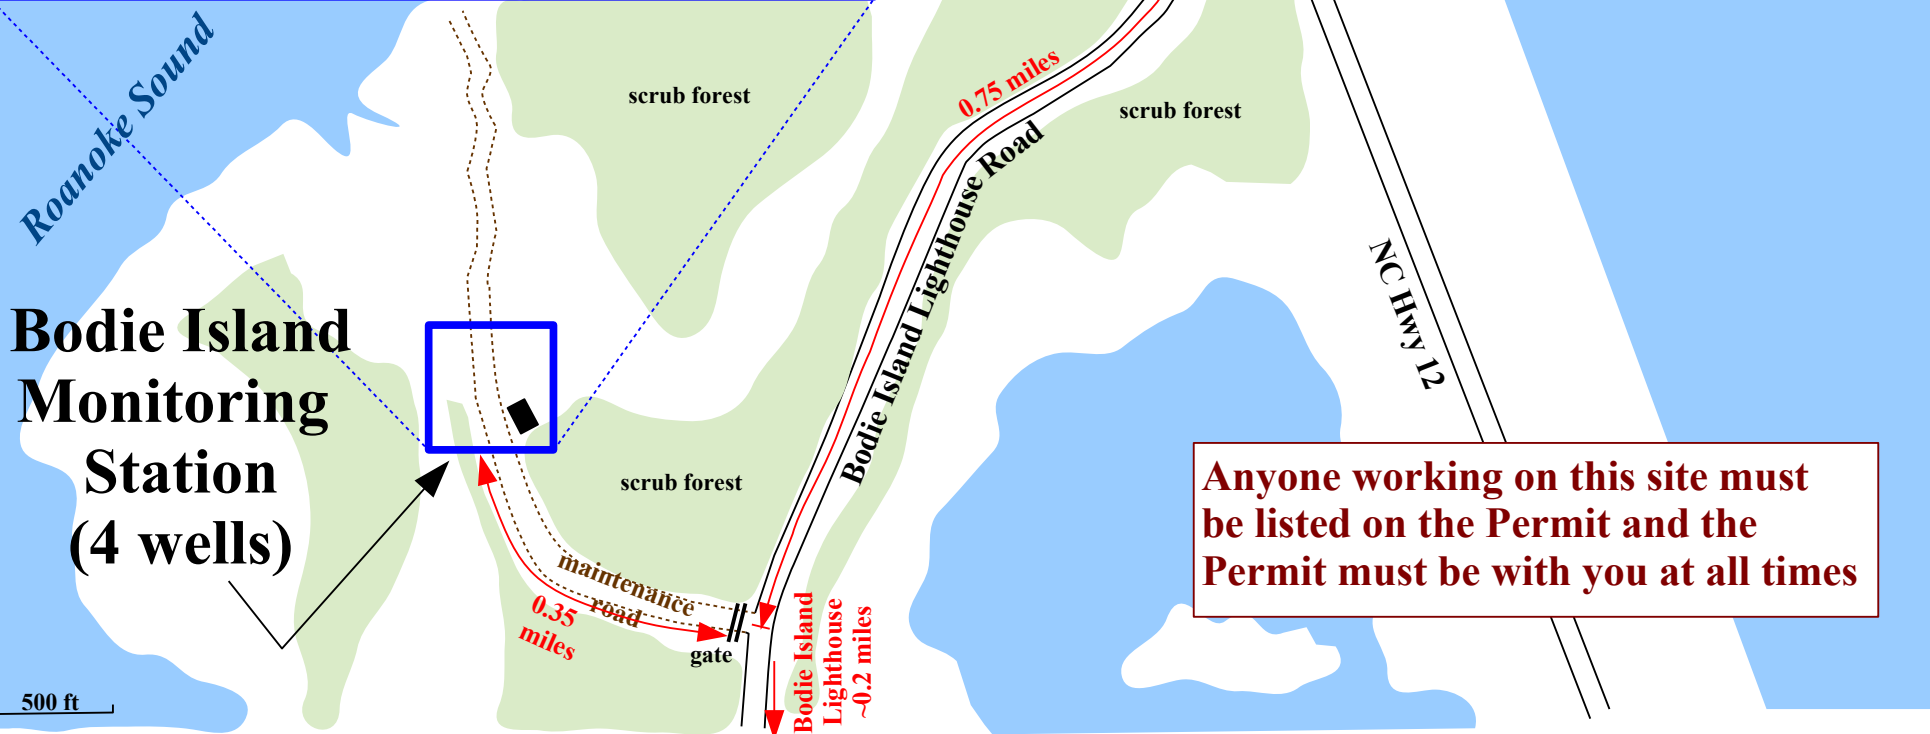 Roanoke Sound
scrub forest
0.75 miles
scrub forest
Bodie Island Lighthouse Road
NC Hwy 12
Bodie Island
Monitoring
Station
(4 wells)
scrub forest
Anyone working on this site must
be listed on the Permit and the
Permit must be with you at all times
maintenance
road
0.35
miles
gate
Bodie Island
Lighthouse
~0.2 miles
500 ft